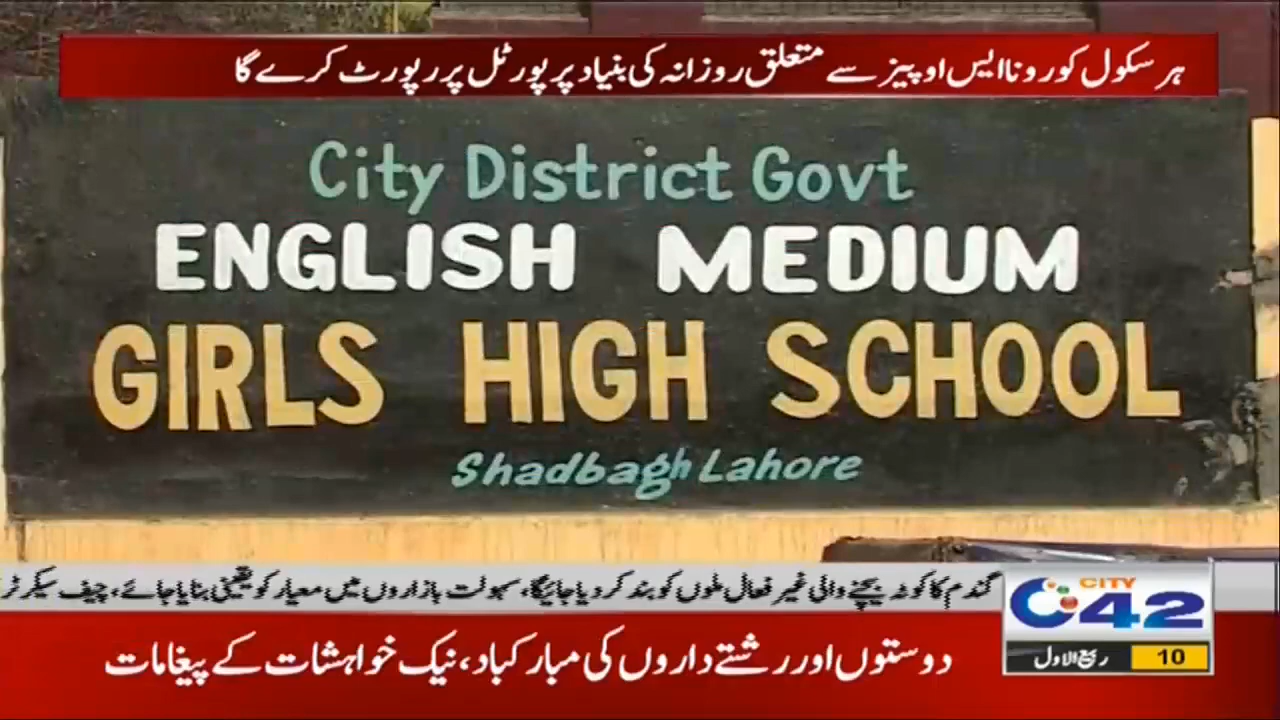 ہر سکول کورونا ایس او پیز سے متعلق روزانہ کی بنیاد پر پورٹل پر رپورٹ کرے گا
City District Govt
ENGLISH MEDIUM
GIRLS HIGH SCHOOL
Shadbagh Lahore
گندم کا کوٹہ بیچنے والی غیر فعال ملوں کو بند کردیا جائیگا، سہولت بازاروں میں معیار کو یقینی بنایا جائے، چیف سیکرٹر
CITY
42
دوستوں اور رشتے داروں کی مبارکباد، نیک خواہشات کے پیغامات
ربیع الاول 10